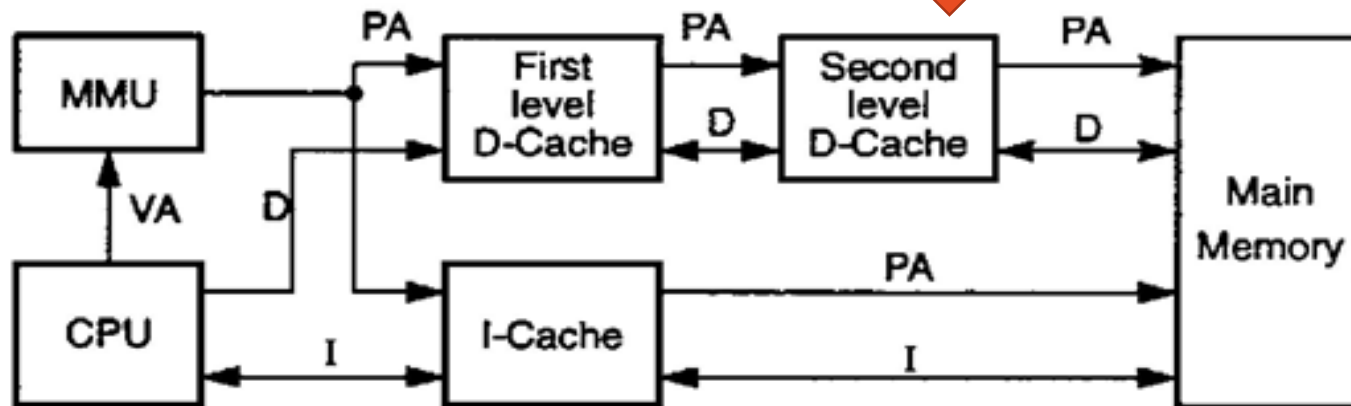 PA
PA
PA
MMU
First
level
D-Cache
Second
level
D-Cache
D
D
Main
Memory
VA
D
PA
CPU
I
I-Cache
I